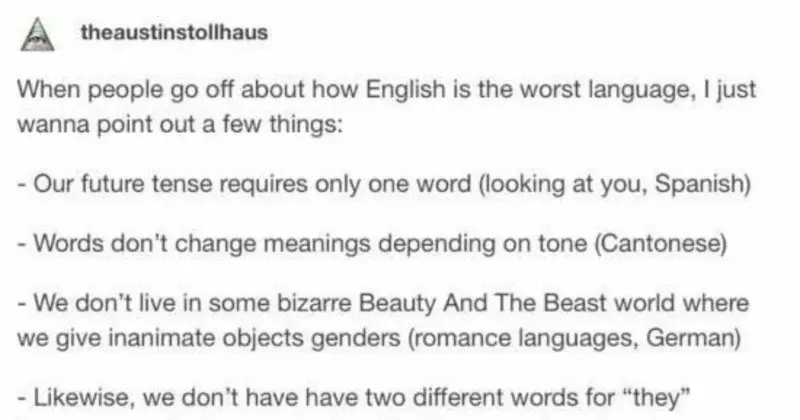 theaustinstollhaus
When people go off about how English is the worst language, I just
wanna point out a few things:
- Our future tense requires only one word (looking at you, Spanish)
- Words don't change meanings depending on tone (Cantonese)
- We don't live in some bizarre Beauty And The Beast world where
we give inanimate objects genders (romance languages, German)
- Likewise, we don't have have two different words for “they”